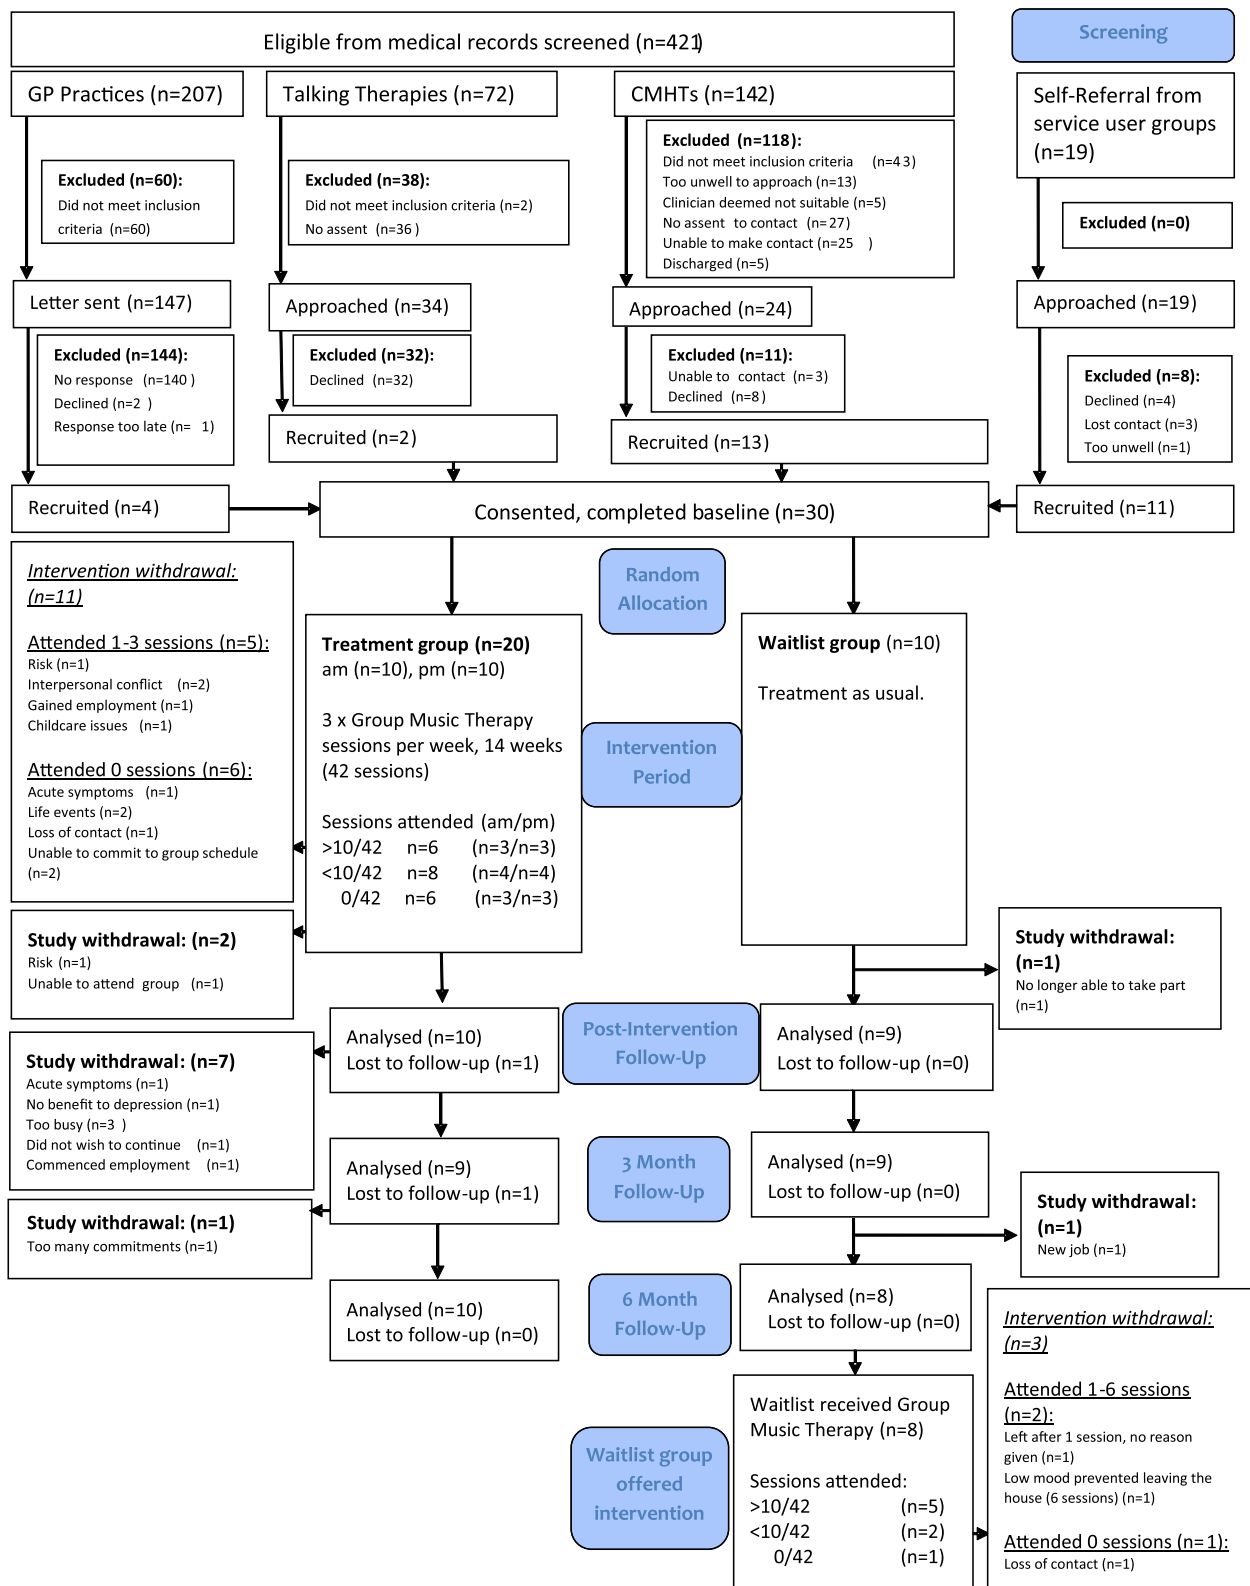 Eligible from medical records screened (n=421)
Screening
GP Practices (n=207)
Talking Therapies (n=72)
CMHTs (n=142)
Self-Referral from
service user groups
(n=19)
Excluded (n=60):
Did not meet inclusion
criteria (n=60)
Excluded (n=38):
Did not meet inclusion criteria (n=2)
No assent (n=36 )
Excluded (n=118):
Did not meet inclusion criteria (n=43)
Too unwell to approach (n=13)
Clinician deemed not suitable (n=5)
No assent to contact (n=27)
Unable to make contact (n=25 )
Discharged (n=5)
Excluded (n=0)
Letter sent (n=147)
Approached (n=34)
Approached (n=24)
Approached (n=19)
Excluded (n=144):
No response (n=140 )
Declined (n=2 )
Response too late (n= 1)
Excluded (n=32):
Declined (n=32)
Excluded (n=11):
Unable to contact (n=3)
Declined (n=8)
Excluded (n=8):
Declined (n=4)
Lost contact (n=3)
Too unwell (n=1)
Recruited (n=4)
Recruited (n=2)
Recruited (n=13)
Recruited (n=11)
Consented, completed baseline (n=30)
Random
Allocation
Intervention withdrawal:
(n=11)
Attended 1-3 sessions (n=5):
Risk (n=1)
Interpersonal conflict (n=2)
Gained employment (n=1)
Childcare issues (n=1)
Attended 0 sessions (n=6):
Acute symptoms (n=1)
Life events (n=2)
Loss of contact (n=1)
Unable to commit to group schedule
(n=2)
Treatment group (n=20)
am (n=10), pm (n=10)
3 x Group Music Therapy
sessions per week, 14 weeks
(42 sessions)
Sessions attended (am/pm)
>10/42 n=6 (n=3/n=3)
<10/42 n=8 (n=4/n=4)
0/42 n=6 (n=3/n=3)
Intervention
Period
Waitlist group (n=10)
Treatment as usual.
Study withdrawal: (n=2)
Risk (n=1)
Unable to attend group (n=1)
Study withdrawal:
(n=1)
No longer able to take part
(n=1)
Analysed (n=10)
Lost to follow-up (n=1)
Post-Intervention
Follow-Up
Analysed (n=9)
Lost to follow-up (n=0)
Study withdrawal: (n=7)
Acute symptoms (n=1)
No benefit to depression (n=1)
Too busy (n=3 )
Did not wish to continue (n=1)
Commenced employment (n=1)
Analysed (n=9)
Lost to follow-up (n=1)
3 Month
Follow-Up
Analysed (n=9)
Lost to follow-up (n=0)
Study withdrawal: (n=1)
Too many commitments (n=1)
Study withdrawal:
(n=1)
New job (n=1)
Analysed (n=10)
Lost to follow-up (n=0)
6 Month
Follow-Up
Analysed (n=8)
Lost to follow-up (n=0)
Waitlist group
offered
intervention
Waitlist received Group
Music Therapy (n=8)
Sessions attended:
>10/42 (n=5)
<10/42 (n=2)
0/42 (n=1)
Intervention withdrawal:
(n=3)
Attended 1-6 sessions
(n=2):
Left after 1 session, no reason
given (n=1)
Low mood prevented leaving the
house (6 sessions) (n=1)
Attended 0 sessions (n=1):
Loss of contact (n=1)